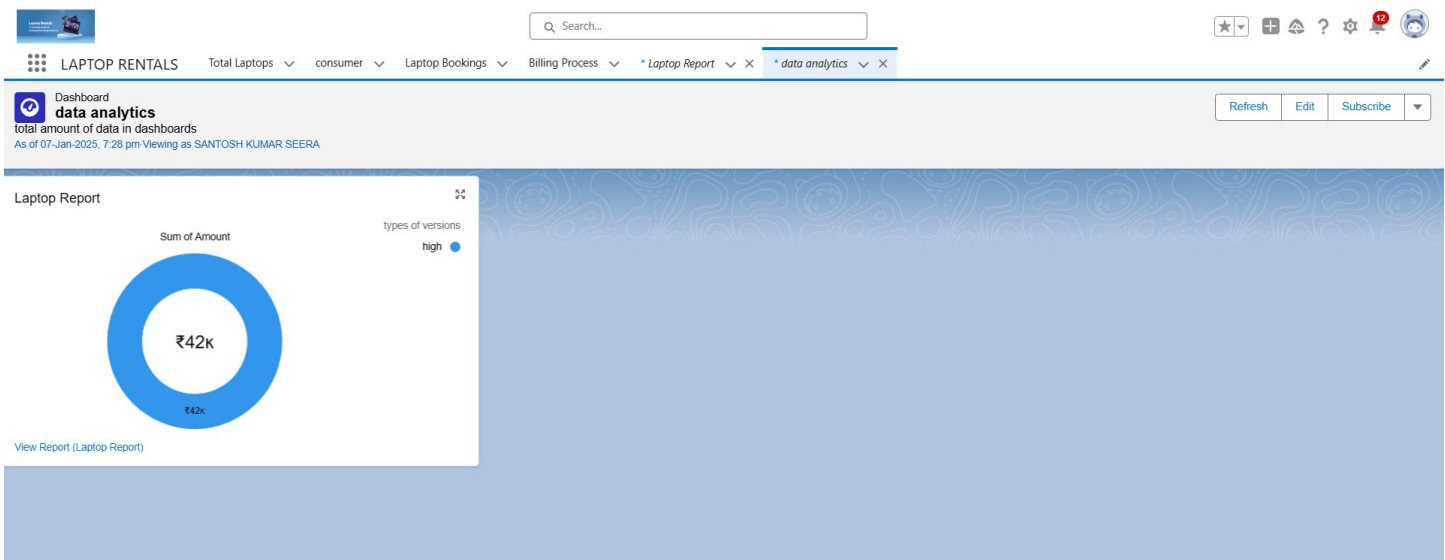 Search...
12
LAPTOP RENTALS Total Laptops consumer Laptop Bookings Billing Process * Laptop Report * data analytics
Dashboard
data analytics
total amount of data in dashboards
As of 07-Jan-2025, 7:28 pm·Viewing as SANTOSH KUMAR SEERA
Refresh Edit Subscribe
Laptop Report
types of versions
high
Sum of Amount
₹42K
₹42K
View Report (Laptop Report)